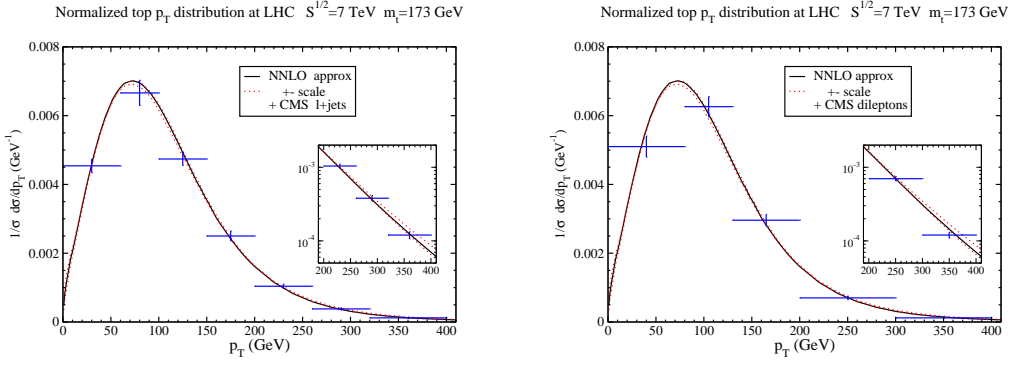 Normalized top p_T distribution at LHC S^1/2=7 TeV m_t=173 GeV
0.008
0.006
0.004
0.002
0
1/σ dσ/dp_T (GeV^-1)
NNLO approx
+- scale
+ CMS l+jets
10^-3
10^-4
200 250 300 350 400
0 50 100 150 200 250 300 350 400
p_T (GeV)
Normalized top p_T distribution at LHC S^1/2=7 TeV m_t=173 GeV
0.008
0.006
0.004
0.002
0
1/σ dσ/dp_T (GeV^-1)
NNLO approx
+- scale
+ CMS dileptons
10^-3
10^-4
200 250 300 350 400
0 50 100 150 200 250 300 350 400
p_T (GeV)